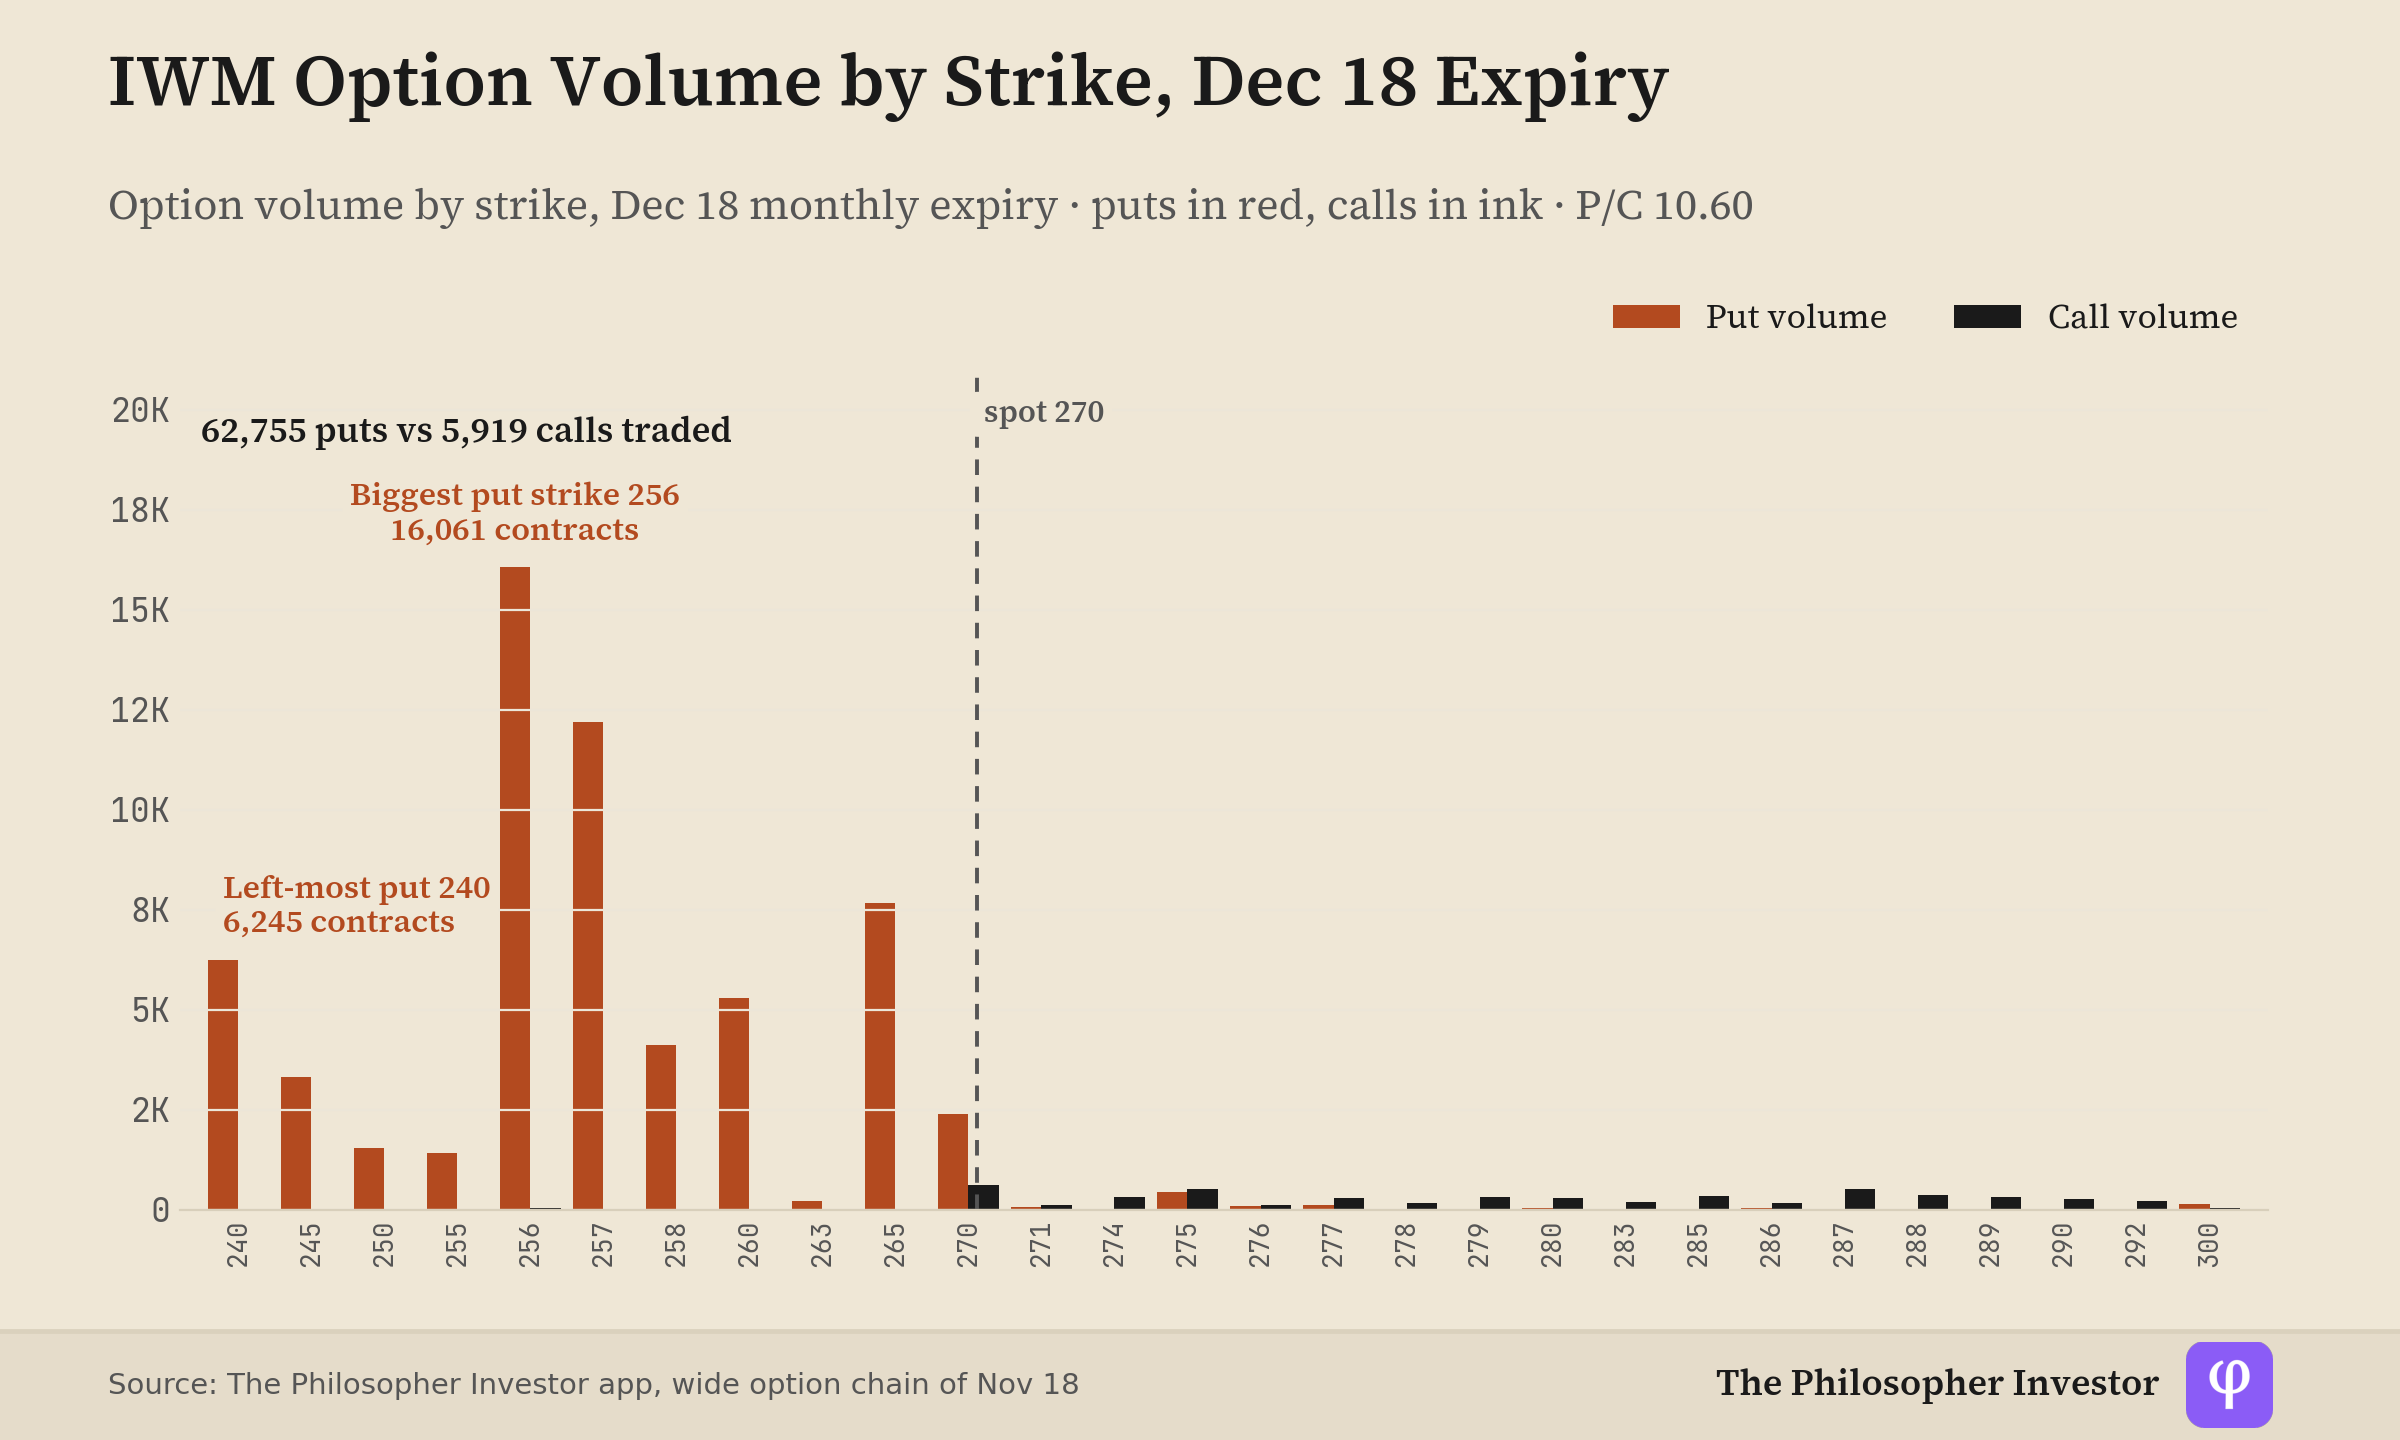 IWM Option Volume by Strike, Dec 18 Expiry
Option volume by strike, Dec 18 monthly expiry · puts in red, calls in ink · P/C 10.60
Put volume
Call volume
20K
18K
15K
12K
10K
8K
5K
2K
0
spot 270
62,755 puts vs 5,919 calls traded
Biggest put strike 256
16,061 contracts
Left-most put 240
6,245 contracts
240
245
250
255
256
257
258
260
263
265
270
271
274
275
276
277
278
279
280
283
285
286
287
288
289
290
292
300
Source: The Philosopher Investor app, wide option chain of Nov 18
The Philosopher Investor
φ